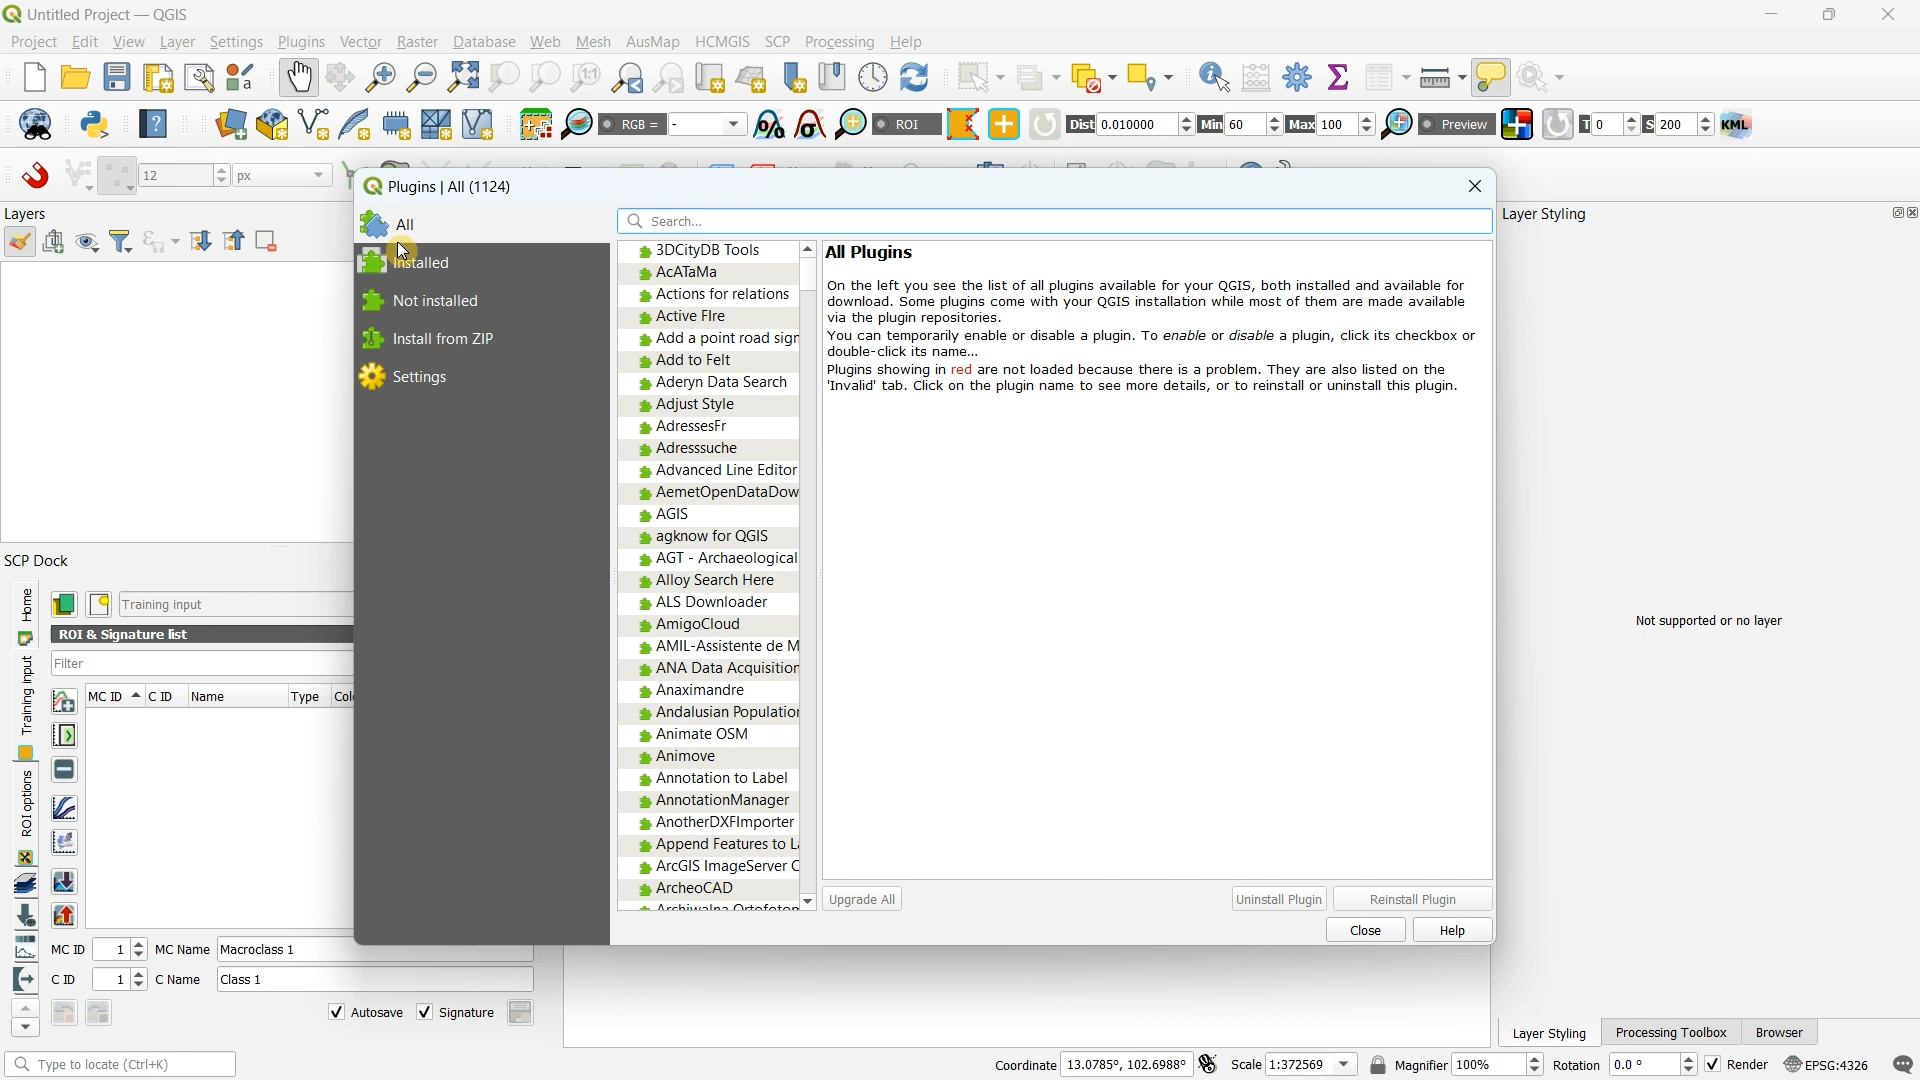 Untitled Project — QGIS
Project Edit View Layer Settings Plugins Vector Raster Database Web Mesh AusMap HCMGIS SCP Processing Help
RGB = - ROI Dist 0.010000 Min 60 Max 100 Preview T 0 S 200 KML
12 px
Plugins | All (1124)
Layers
Layer Styling
All
Installed
Not installed
Install from ZIP
Settings
Search...
3DCityDB Tools
AcATaMa
Actions for relations
Active FIre
Add a point road sign
Add to Felt
Aderyn Data Search
Adjust Style
AdressesFr
Adresssuche
Advanced Line Editor
AemetOpenDataDow
AGIS
agknow for QGIS
AGT - Archaeological
Alloy Search Here
ALS Downloader
AmigoCloud
AMIL-Assistente de M
ANA Data Acquisition
Anaximandre
Andalusian Population
Animate OSM
Animove
Annotation to Label
AnnotationManager
AnotherDXFImporter
Append Features to La
ArcGIS ImageServer C
ArcheoCAD
Archiwalna Ortofotom
All Plugins
On the left you see the list of all plugins available for your QGIS, both installed and available for
download. Some plugins come with your QGIS installation while most of them are made available
via the plugin repositories.
You can temporarily enable or disable a plugin. To enable or disable a plugin, click its checkbox or
double-click its name...
Plugins showing in red are not loaded because there is a problem. They are also listed on the
'Invalid' tab. Click on the plugin name to see more details, or to reinstall or uninstall this plugin.
Upgrade All Uninstall Plugin Reinstall Plugin
Close Help
Not supported or no layer
SCP Dock
Home
Training input
ROI options
Training input
ROI & Signature list
Filter
MC ID C ID Name Type Col
MC ID 1 MC Name Macroclass 1
C ID 1 C Name Class 1
Autosave Signature
Layer Styling Processing Toolbox Browser
Type to locate (Ctrl+K)
Coordinate 13.0785°, 102.6988° Scale 1:372569 Magnifier 100% Rotation 0.0 ° Render EPSG:4326